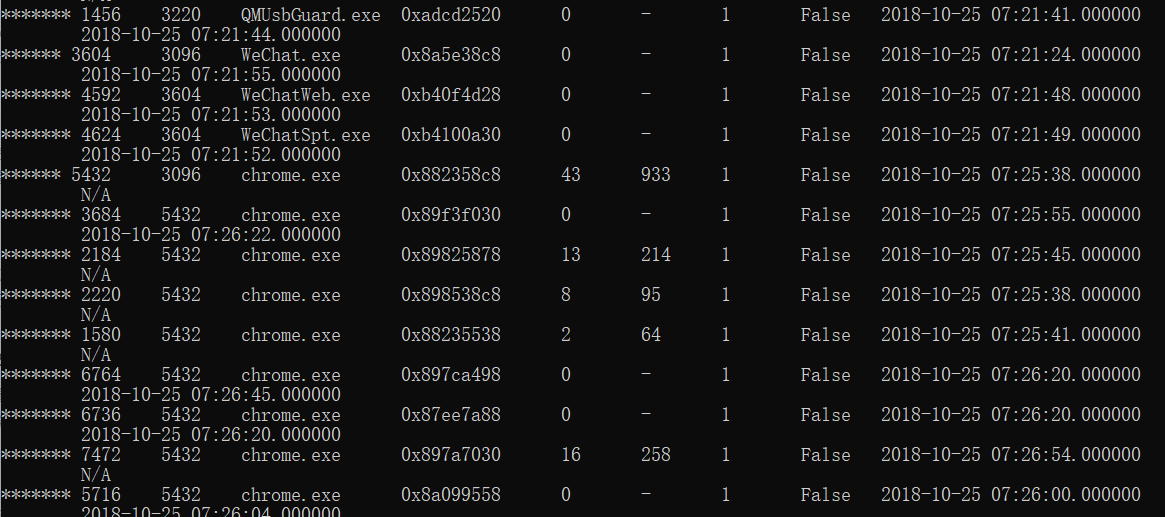 ******* 1456 3220 QMUsbGuard.exe 0xadcd2520 0 - 1 False 2018-10-25 07:21:41.000000
2018-10-25 07:21:44.000000
****** 3604 3096 WeChat.exe 0x8a5e38c8 0 - 1 False 2018-10-25 07:21:24.000000
2018-10-25 07:21:55.000000
******* 4592 3604 WeChatWeb.exe 0xb40f4d28 0 - 1 False 2018-10-25 07:21:48.000000
2018-10-25 07:21:53.000000
******* 4624 3604 WeChatSpt.exe 0xb4100a30 0 - 1 False 2018-10-25 07:21:49.000000
2018-10-25 07:21:52.000000
****** 5432 3096 chrome.exe 0x882358c8 43 933 1 False 2018-10-25 07:25:38.000000
N/A
******* 3684 5432 chrome.exe 0x89f3f030 0 - 1 False 2018-10-25 07:25:55.000000
2018-10-25 07:26:22.000000
******* 2184 5432 chrome.exe 0x89825878 13 214 1 False 2018-10-25 07:25:45.000000
N/A
******* 2220 5432 chrome.exe 0x898538c8 8 95 1 False 2018-10-25 07:25:38.000000
N/A
******* 1580 5432 chrome.exe 0x88235538 2 64 1 False 2018-10-25 07:25:41.000000
N/A
******* 6764 5432 chrome.exe 0x897ca498 0 - 1 False 2018-10-25 07:26:20.000000
2018-10-25 07:26:45.000000
******* 6736 5432 chrome.exe 0x87ee7a88 0 - 1 False 2018-10-25 07:26:20.000000
2018-10-25 07:26:20.000000
******* 7472 5432 chrome.exe 0x897a7030 16 258 1 False 2018-10-25 07:26:54.000000
N/A
******* 5716 5432 chrome.exe 0x8a099558 0 - 1 False 2018-10-25 07:26:00.000000
2018-10-25 07:26:04.000000